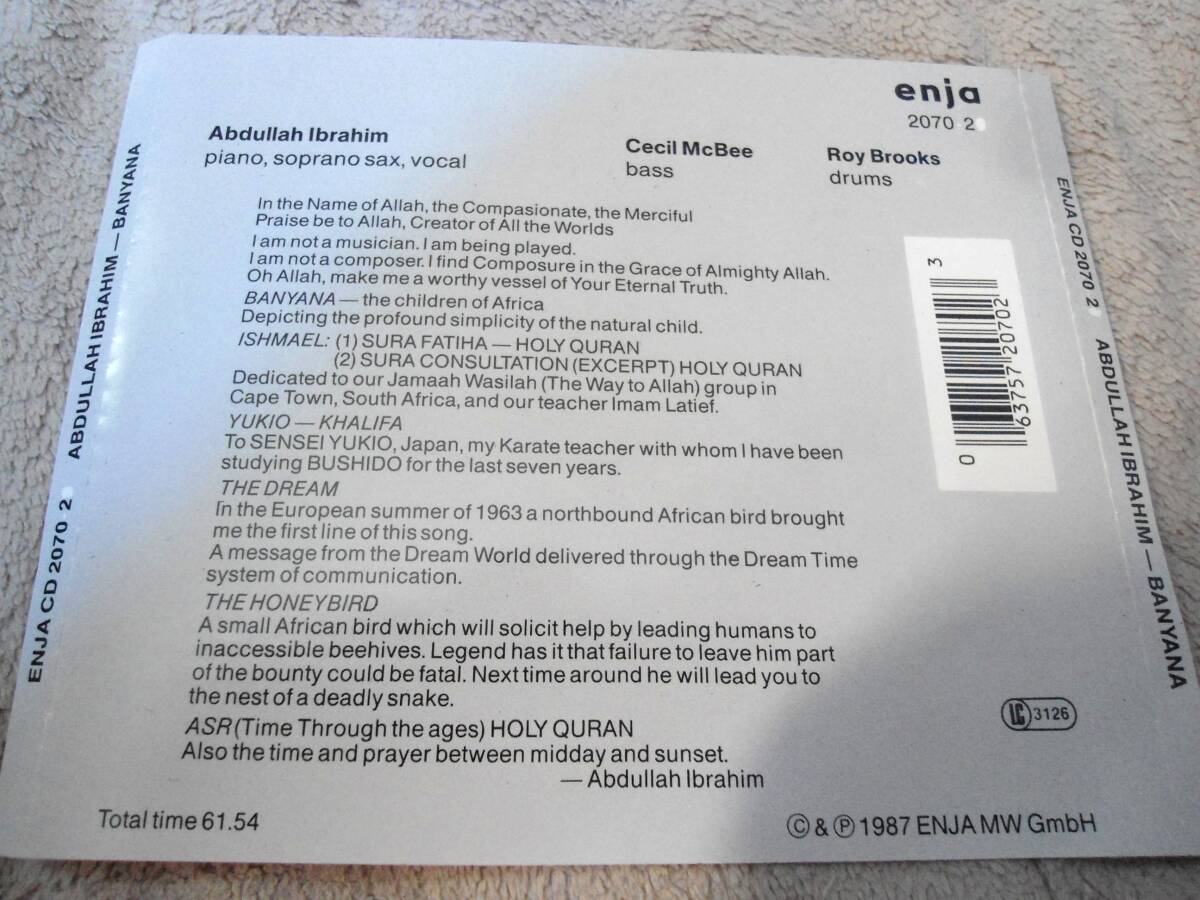 enja
2070 2
Abdullah Ibrahim
piano, soprano sax, vocal
Cecil McBee
bass
Roy Brooks
drums
In the Name of Allah, the Compasionate, the Merciful
Praise be to Allah, Creator of All the Worlds
I am not a musician. I am being played.
I am not a composer. I find Composure in the Grace of Almighty Allah.
Oh Allah, make me a worthy vessel of Your Eternal Truth.
BANYANA — the children of Africa
Depicting the profound simplicity of the natural child.
ISHMAEL: (1) SURA FATIHA — HOLY QURAN
(2) SURA CONSULTATION (EXCERPT) HOLY QURAN
Dedicated to our Jamaah Wasilah (The Way to Allah) group in
Cape Town, South Africa, and our teacher Imam Latief.
YUKIO — KHALIFA
To SENSEI YUKIO, Japan, my Karate teacher with whom I have been
studying BUSHIDO for the last seven years.
THE DREAM
In the European summer of 1963 a northbound African bird brought
me the first line of this song.
A message from the Dream World delivered through the Dream Time
system of communication.
THE HONEYBIRD
A small African bird which will solicit help by leading humans to
inaccessible beehives. Legend has it that failure to leave him part
of the bounty could be fatal. Next time around he will lead you to
the nest of a deadly snake.
ASR (Time Through the ages) HOLY QURAN
Also the time and prayer between midday and sunset.
— Abdullah Ibrahim
Total time 61.54
© & ℗ 1987 ENJA MW GmbH
LC 3126
0 63757 20702 3
ENJA CD 2070 2 ABDULLAH IBRAHIM — BANYANA
ENJA CD 2070 2 ABDULLAH IBRAHIM — BANYANA